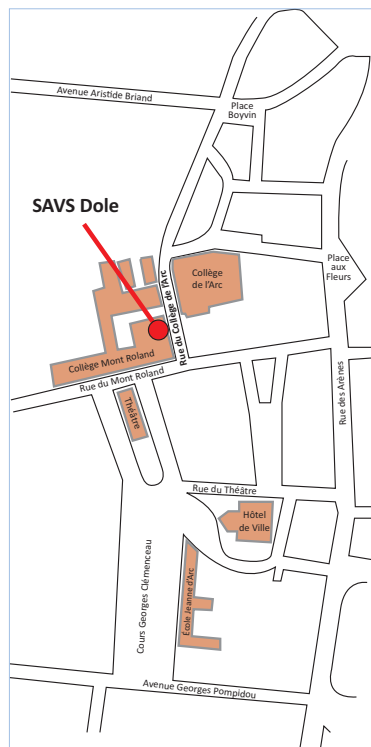 Avenue Aristide Briand
Place
Boyvin
SAVS Dole
Collège
de l'Arc
Place
aux
Fleurs
Rue du Collège de l'Arc
Collège Mont Roland
Rue du Mont Roland
Théâtre
Rue des Arènes
Rue du Théâtre
Hôtel
de Ville
Cours Georges Clémenceau
École Jeanne d'Arc
Avenue Georges Pompidou